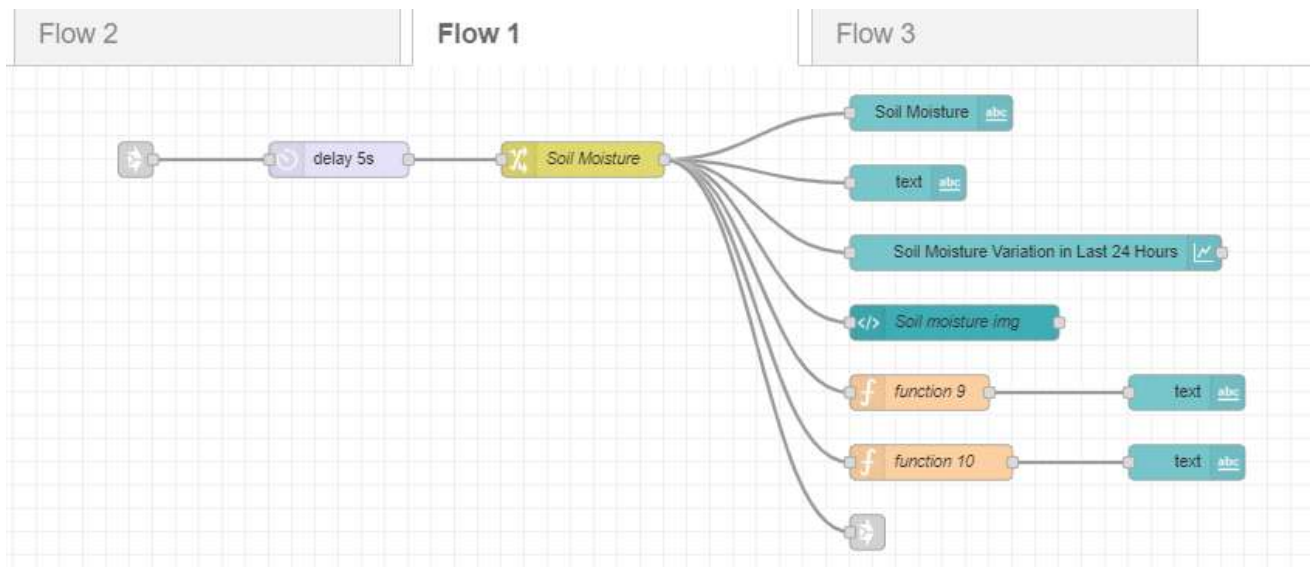 Flow 2
Flow 1
Flow 3
Soil Moisture abc
delay 5s
Soil Moisture
text abc
Soil Moisture Variation in Last 24 Hours
</> Soil moisture img
f function 9
text abc
f function 10
text abc